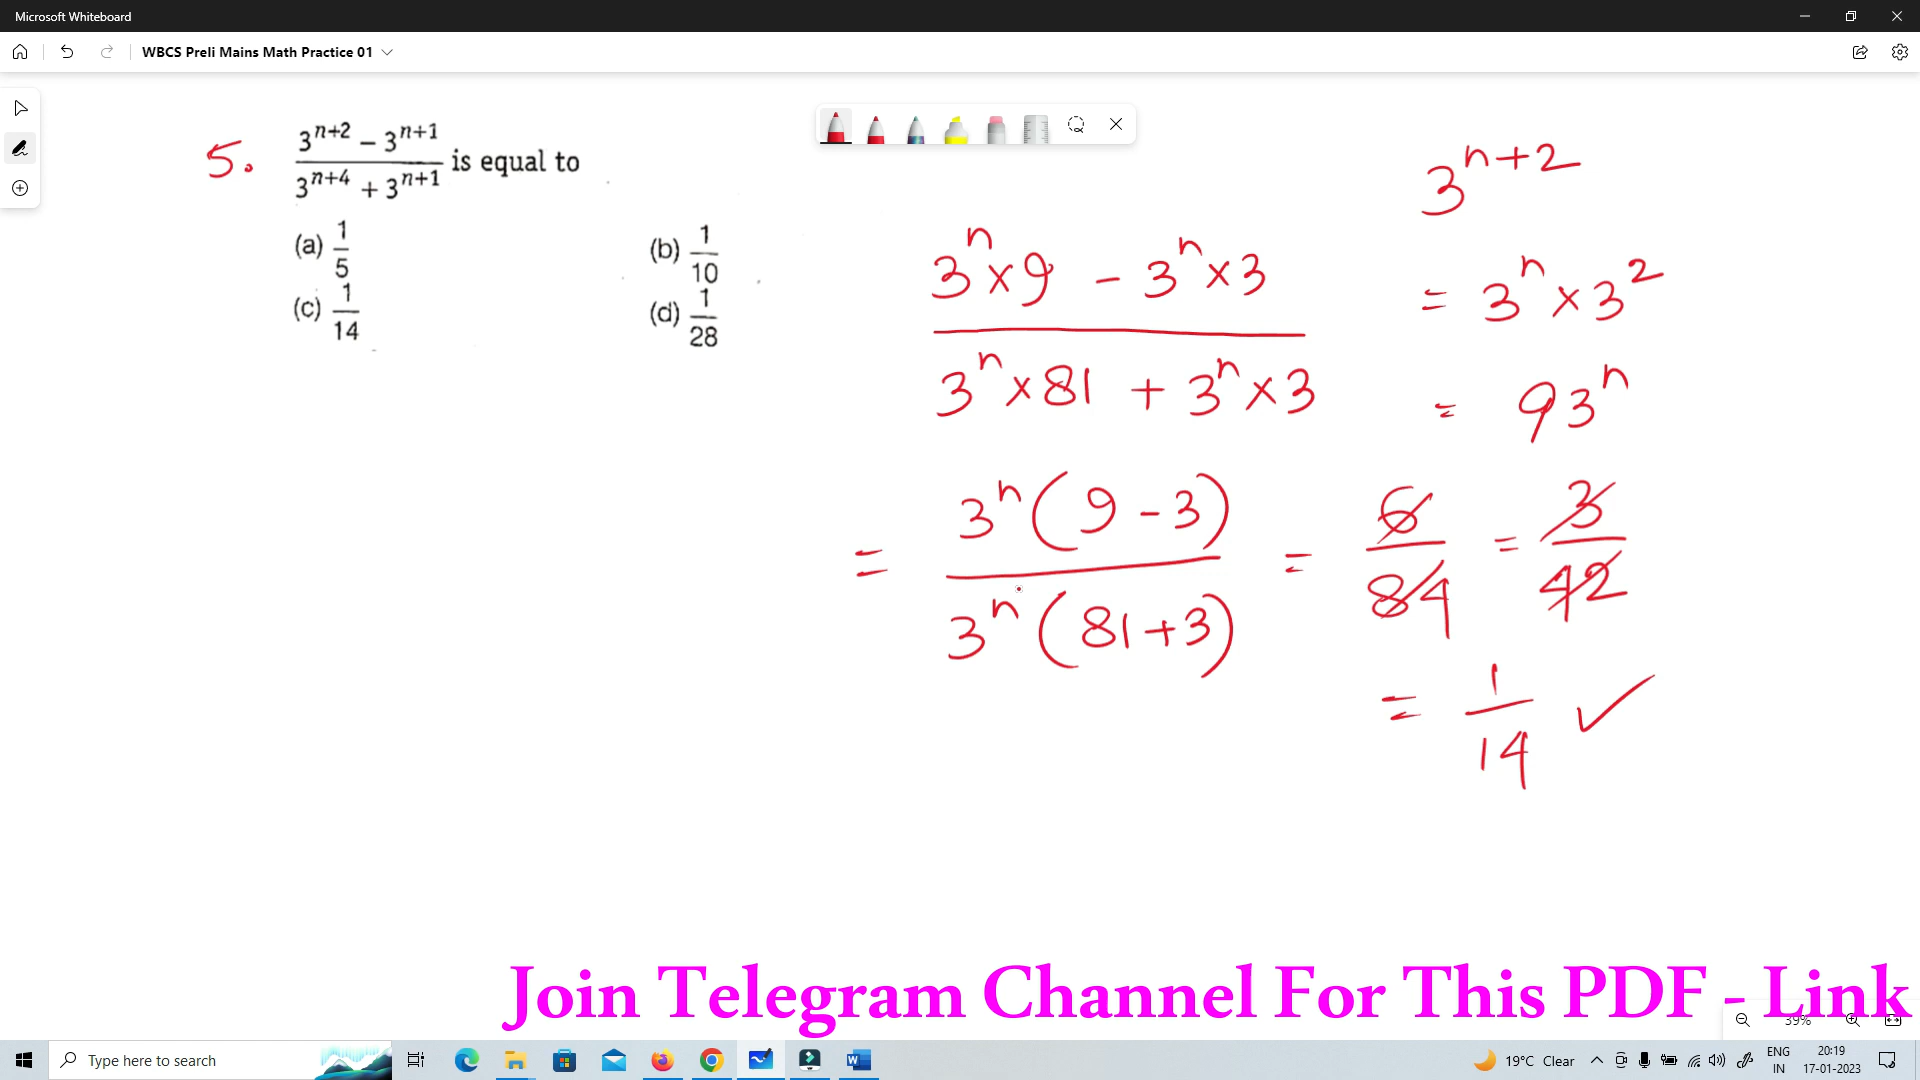 Microsoft Whiteboard
WBCS Preli Mains Math Practice 01
5. (3^(n+2) − 3^(n+1)) / (3^(n+4) + 3^(n+1)) is equal to
(a) 1/5 (b) 1/10
(c) 1/14 (d) 1/28
3^(n+2)
= 3^n × 3^2
= 9 3^n
(3^n × 9 − 3^n × 3) / (3^n × 81 + 3^n × 3)
= 3^n (9 − 3) / 3^n (81 + 3) = 6/84 = 3/42
= 1/14 ✓
Join Telegram Channel For This PDF - Link
39%
Type here to search
19°C Clear
ENG
IN
20:19
17-01-2023